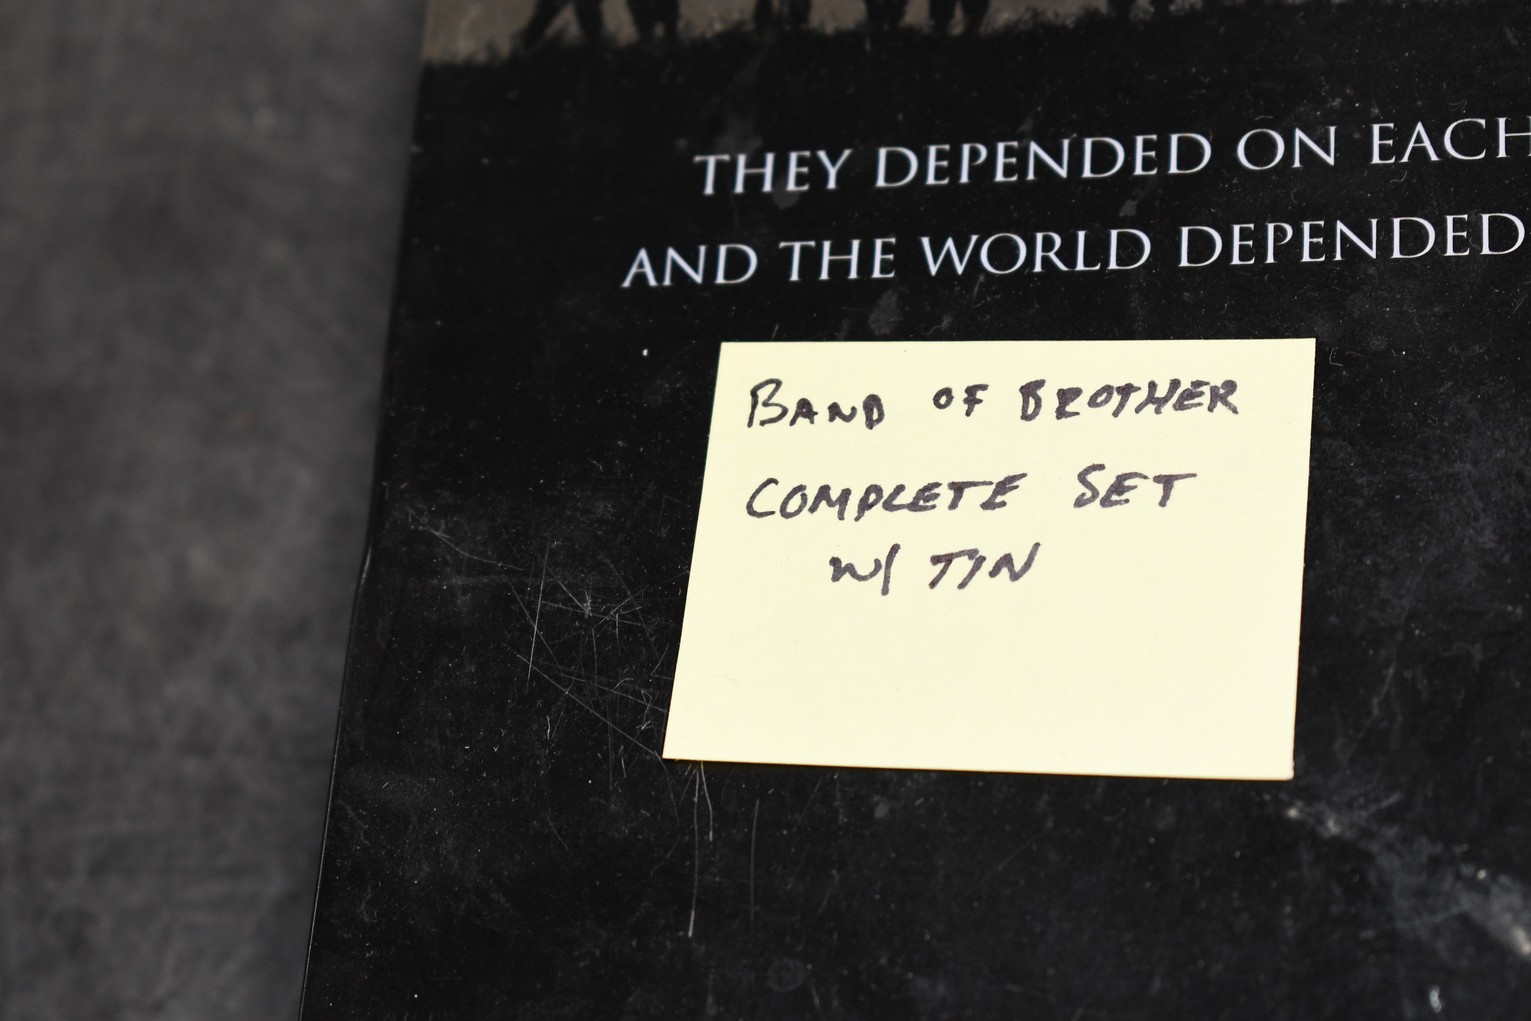 THEY DEPENDED ON EACH
AND THE WORLD DEPENDED
BAND OF BROTHER
COMPLETE SET
W/ TIN